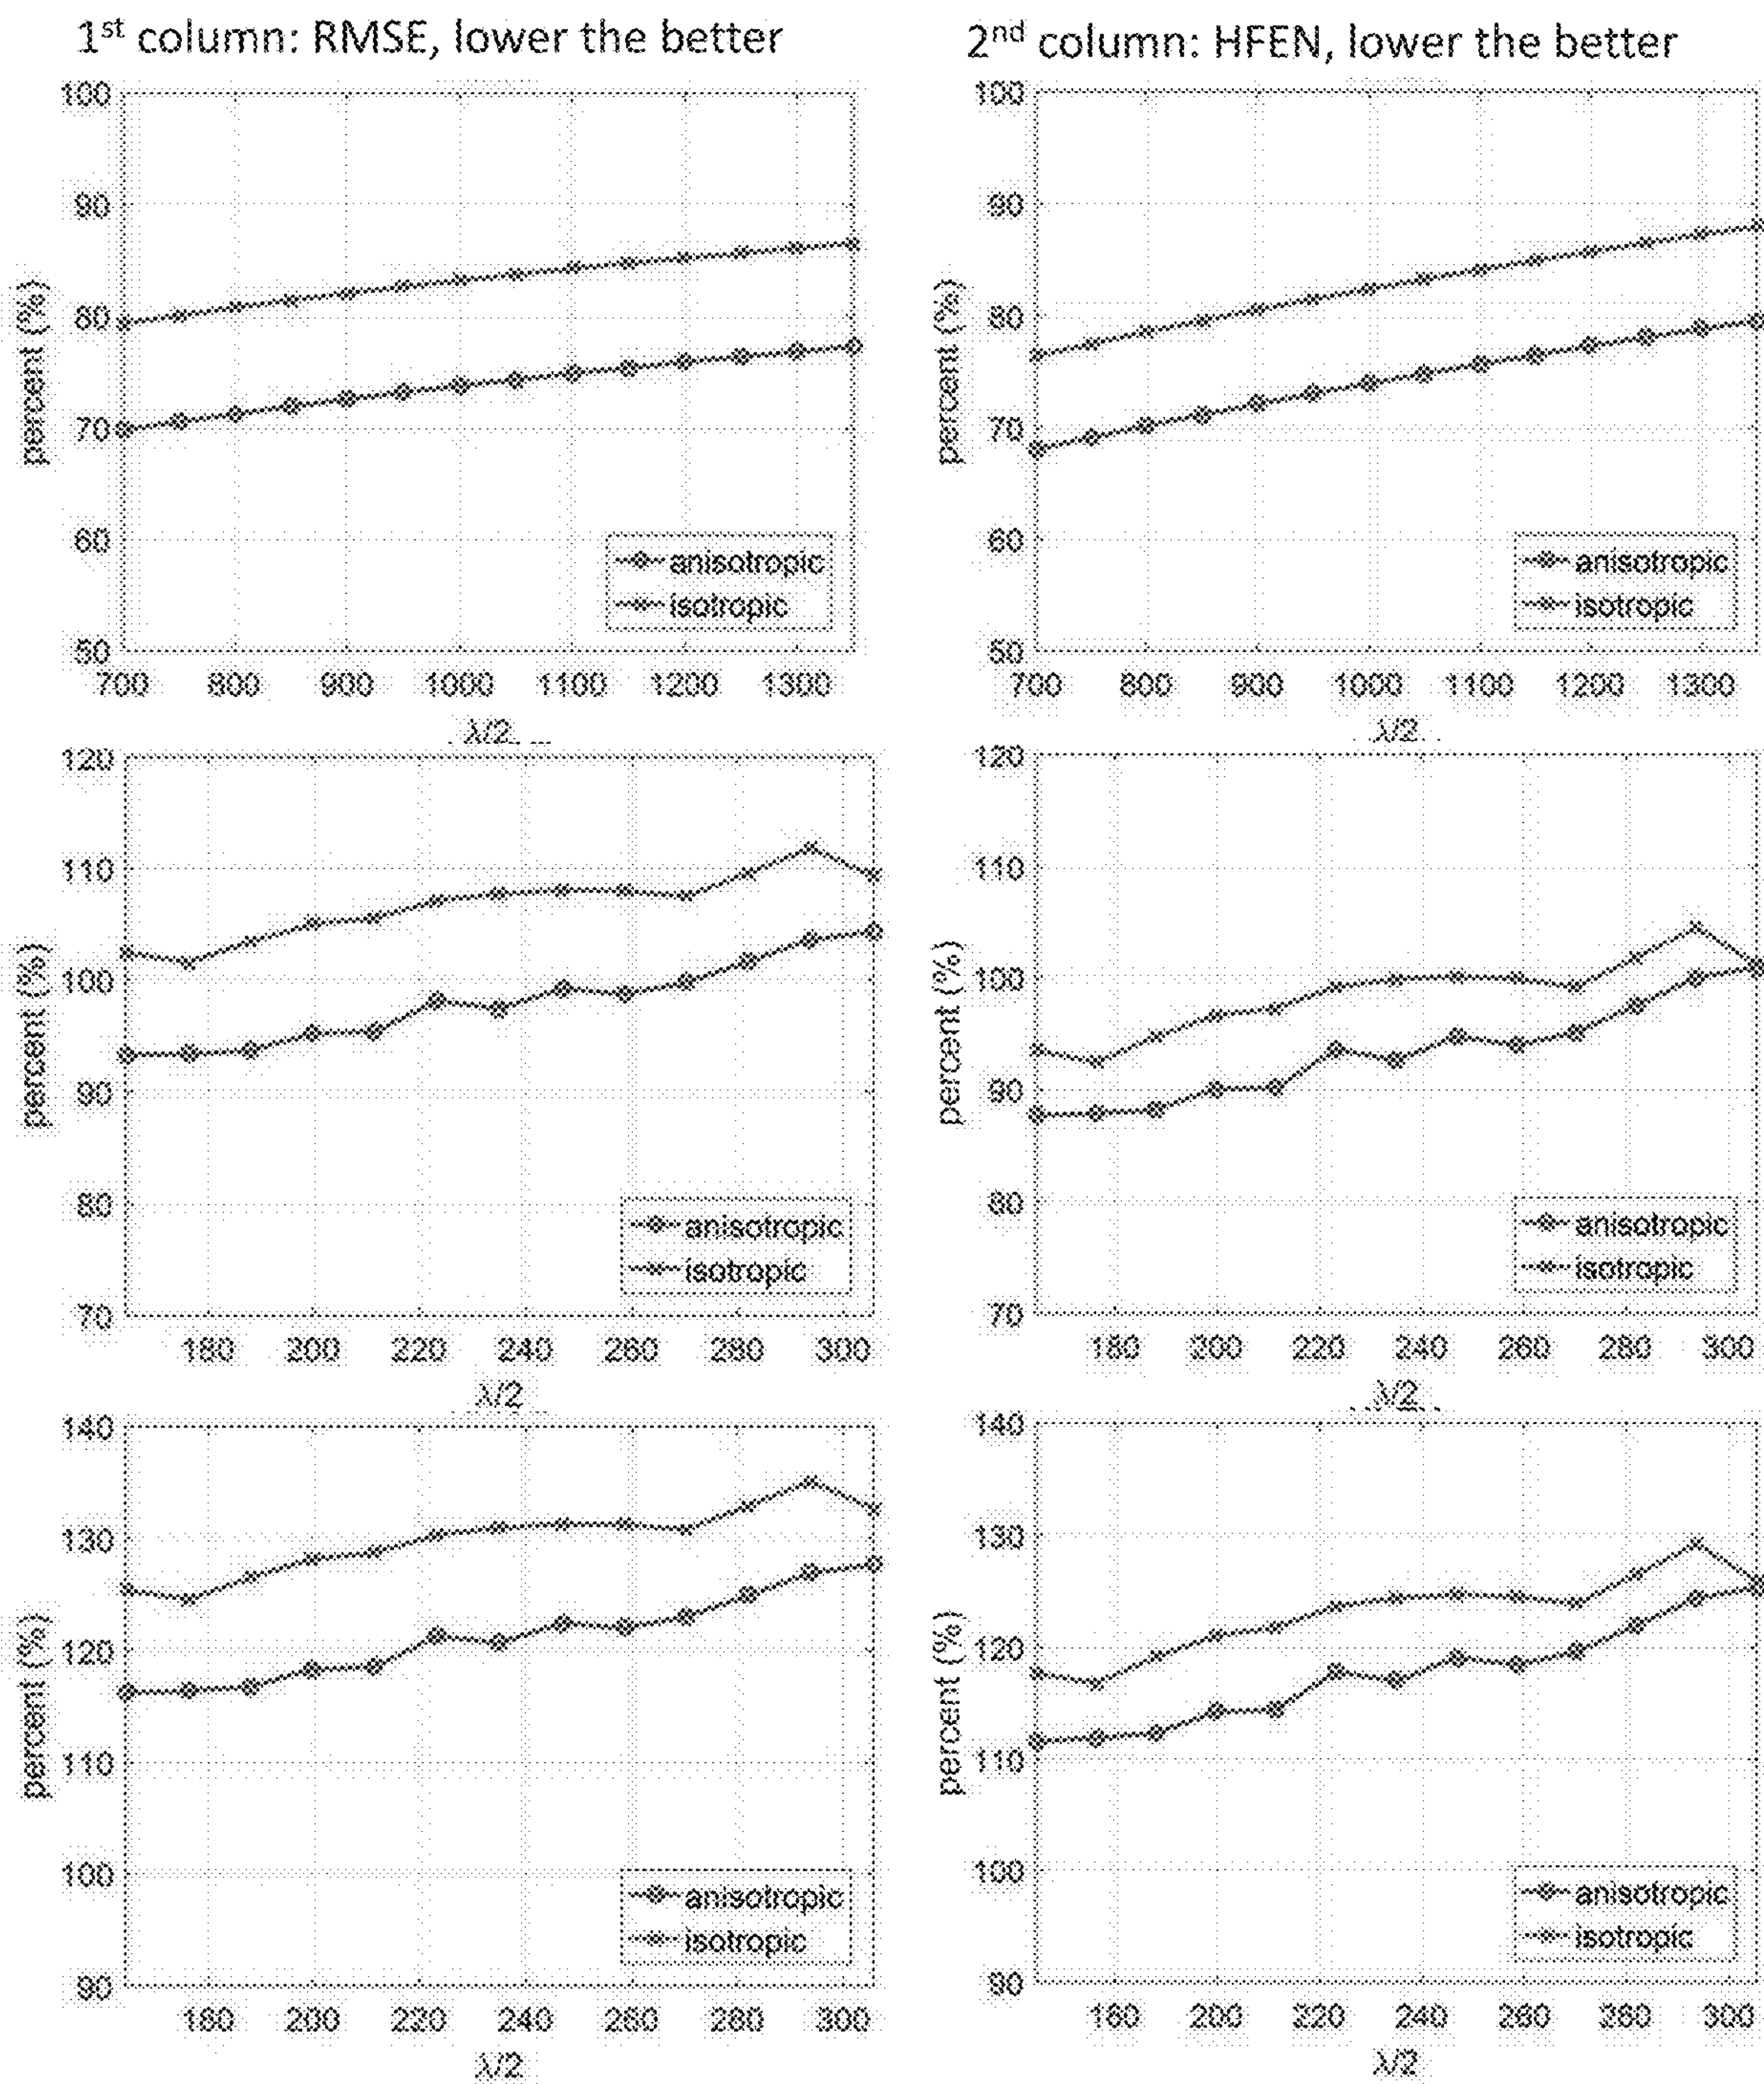 1st column: RMSE, lower the better
2nd column: HFEN, lower the better
100
90
80
70
60
50
percent (%)
anisotropic
isotropic
700 800 900 1000 1100 1200 1300
λ/2
100
90
80
70
60
50
percent (%)
anisotropic
isotropic
700 800 900 1000 1100 1200 1300
λ/2
120
110
100
90
80
70
percent (%)
anisotropic
isotropic
180 200 220 240 260 280 300
λ/2
120
110
100
90
80
70
percent (%)
anisotropic
isotropic
180 200 220 240 260 280 300
λ/2
140
130
120
110
100
90
percent (%)
anisotropic
isotropic
180 200 220 240 260 280 300
λ/2
140
130
120
110
100
90
percent (%)
anisotropic
isotropic
180 200 220 240 260 280 300
λ/2